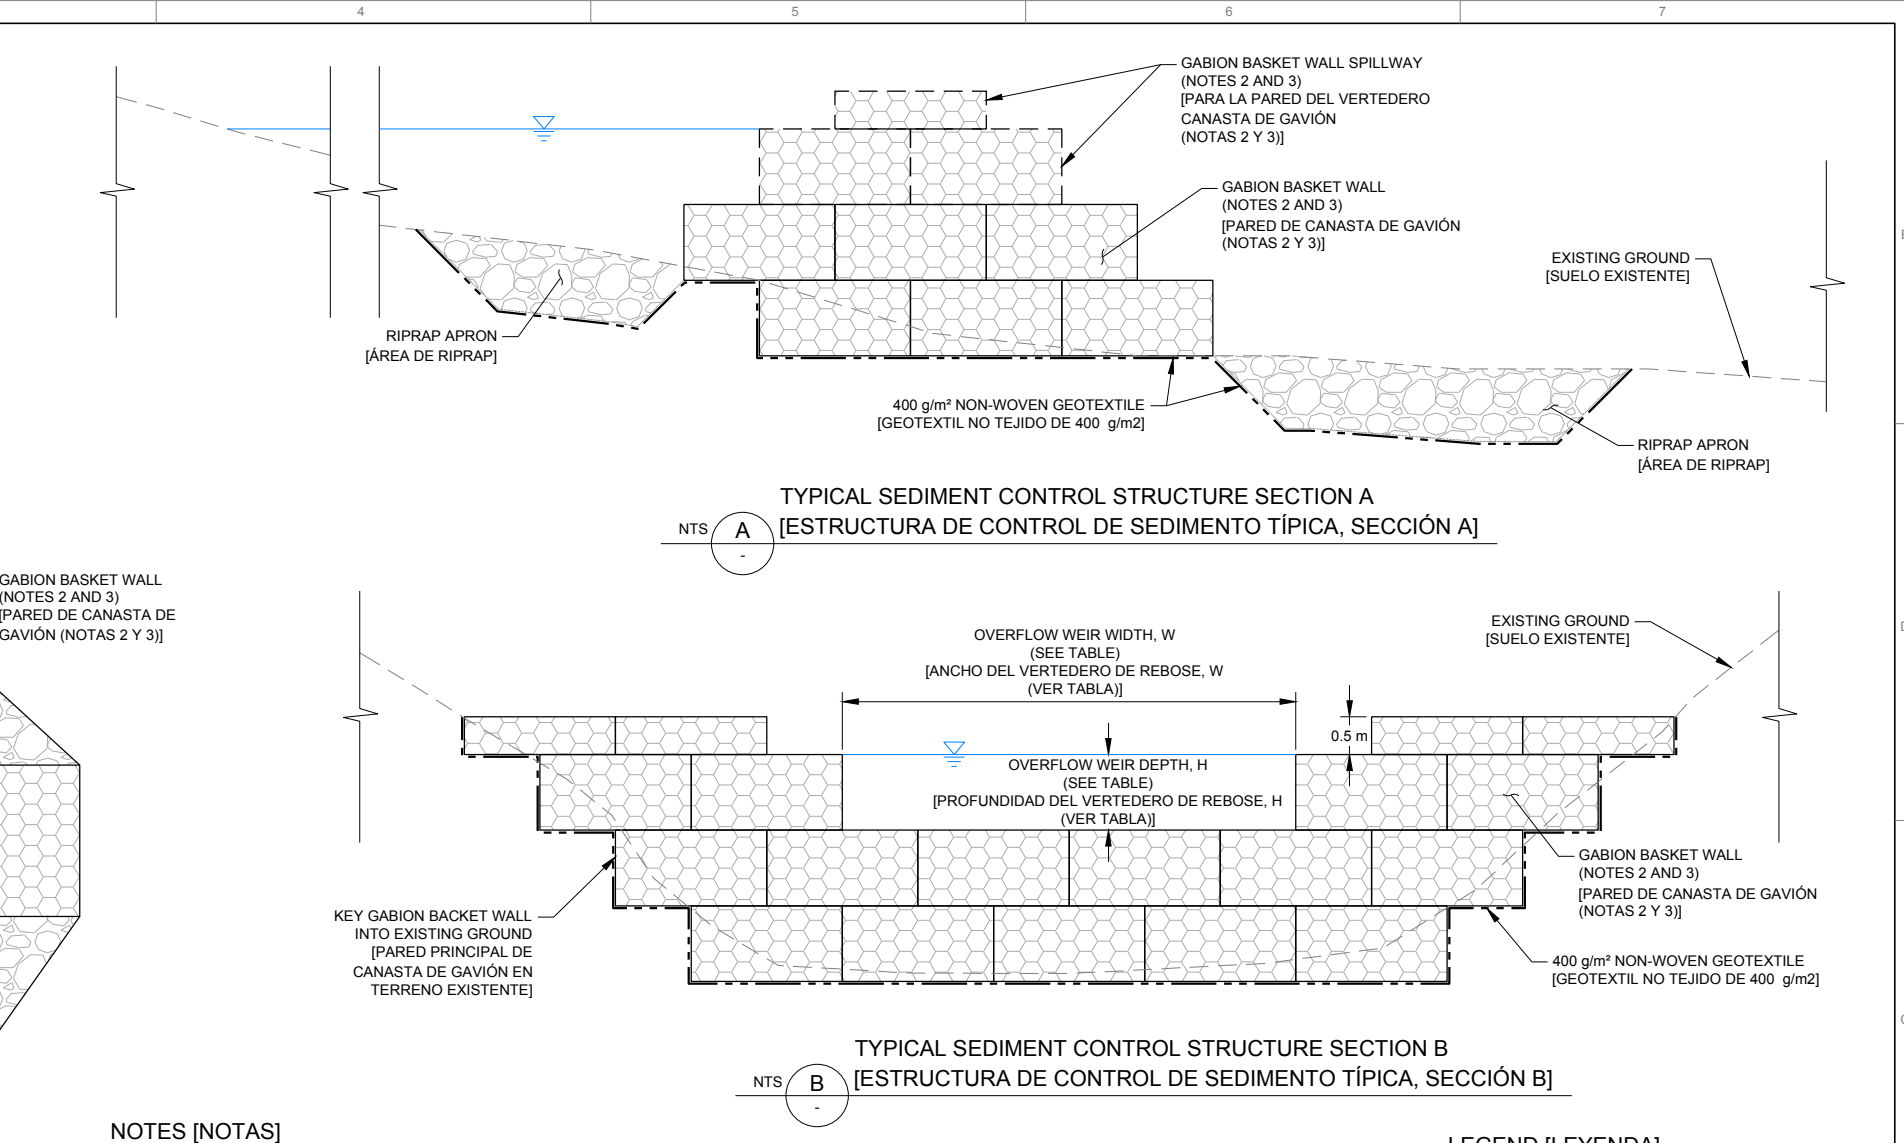 4
5
6
7
GABION BASKET WALL SPILLWAY
(NOTES 2 AND 3)
[PARA LA PARED DEL VERTEDERO
CANASTA DE GAVIÓN
(NOTAS 2 Y 3)]
GABION BASKET WALL
(NOTES 2 AND 3)
[PARED DE CANASTA DE GAVIÓN
(NOTAS 2 Y 3)]
EXISTING GROUND
[SUELO EXISTENTE]
RIPRAP APRON
[ÁREA DE RIPRAP]
400 g/m² NON-WOVEN GEOTEXTILE
[GEOTEXTIL NO TEJIDO DE 400 g/m2]
RIPRAP APRON
[ÁREA DE RIPRAP]
TYPICAL SEDIMENT CONTROL STRUCTURE SECTION A
NTS A [ESTRUCTURA DE CONTROL DE SEDIMENTO TÍPICA, SECCIÓN A]
-
GABION BASKET WALL
(NOTES 2 AND 3)
[PARED DE CANASTA DE
GAVIÓN (NOTAS 2 Y 3)]
OVERFLOW WEIR WIDTH, W
(SEE TABLE)
[ANCHO DEL VERTEDERO DE REBOSE, W
(VER TABLA)]
EXISTING GROUND
[SUELO EXISTENTE]
0.5 m
OVERFLOW WEIR DEPTH, H
(SEE TABLE)
[PROFUNDIDAD DEL VERTEDERO DE REBOSE, H
(VER TABLA)]
GABION BASKET WALL
(NOTES 2 AND 3)
[PARED DE CANASTA DE GAVIÓN
(NOTAS 2 Y 3)]
KEY GABION BACKET WALL
INTO EXISTING GROUND
[PARED PRINCIPAL DE
CANASTA DE GAVIÓN EN
TERRENO EXISTENTE]
400 g/m² NON-WOVEN GEOTEXTILE
[GEOTEXTIL NO TEJIDO DE 400 g/m2]
TYPICAL SEDIMENT CONTROL STRUCTURE SECTION B
NTS B [ESTRUCTURA DE CONTROL DE SEDIMENTO TÍPICA, SECCIÓN B]
-
NOTES [NOTAS]
LEGEND [LEYENDA]